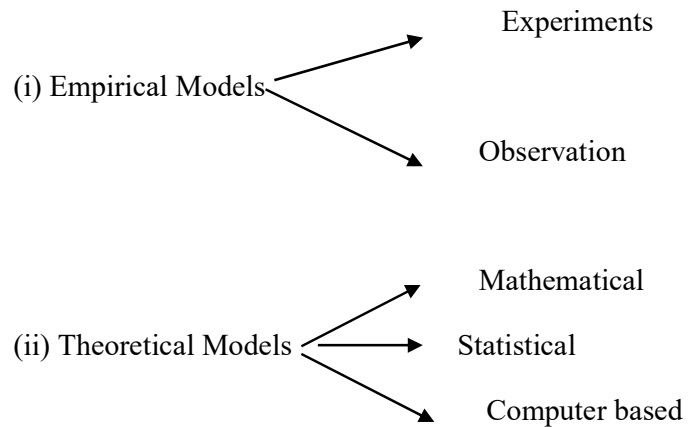 Experiments
(i) Empirical Models
Observation
Mathematical
(ii) Theoretical Models
Statistical
Computer based